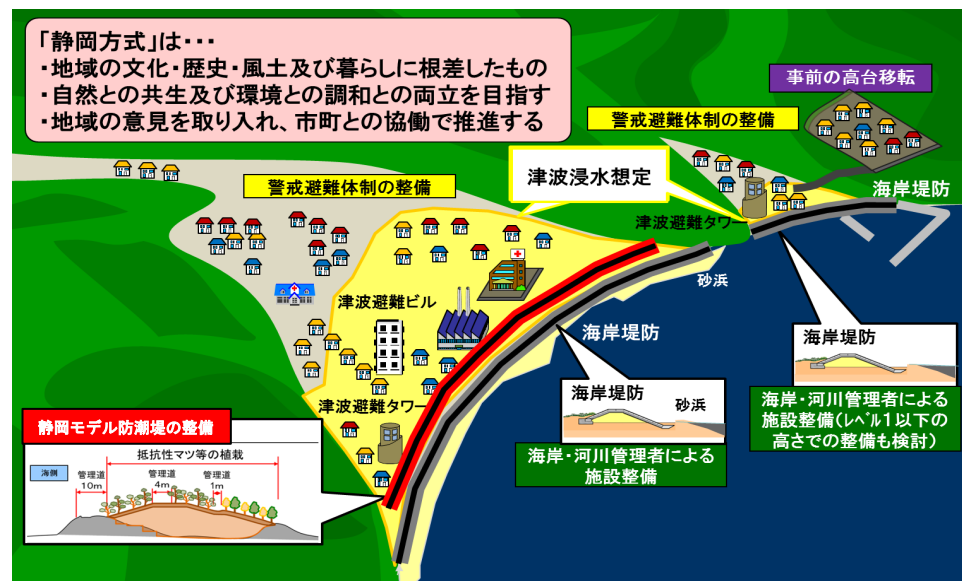 「静岡方式」は・・・
・地域の文化・歴史・風土及び暮らしに根差したもの
・自然との共生及び環境との調和との両立を目指す
・地域の意見を取り入れ、市町との協働で推進する
事前の高台移転
警戒避難体制の整備
津波浸水想定
海岸堤防
警戒避難体制の整備
津波避難タワー
砂浜
津波避難ビル
海岸堤防
海岸堤防
海岸堤防
砂浜
海岸・河川管理者による
施設整備(レベル1以下の
高さでの整備も検討)
津波避難タワー
静岡モデル防潮堤の整備
海岸・河川管理者による
施設整備
抵抗性マツ等の植栽
海側
管理道
10m
管理道
4m
管理道
1m